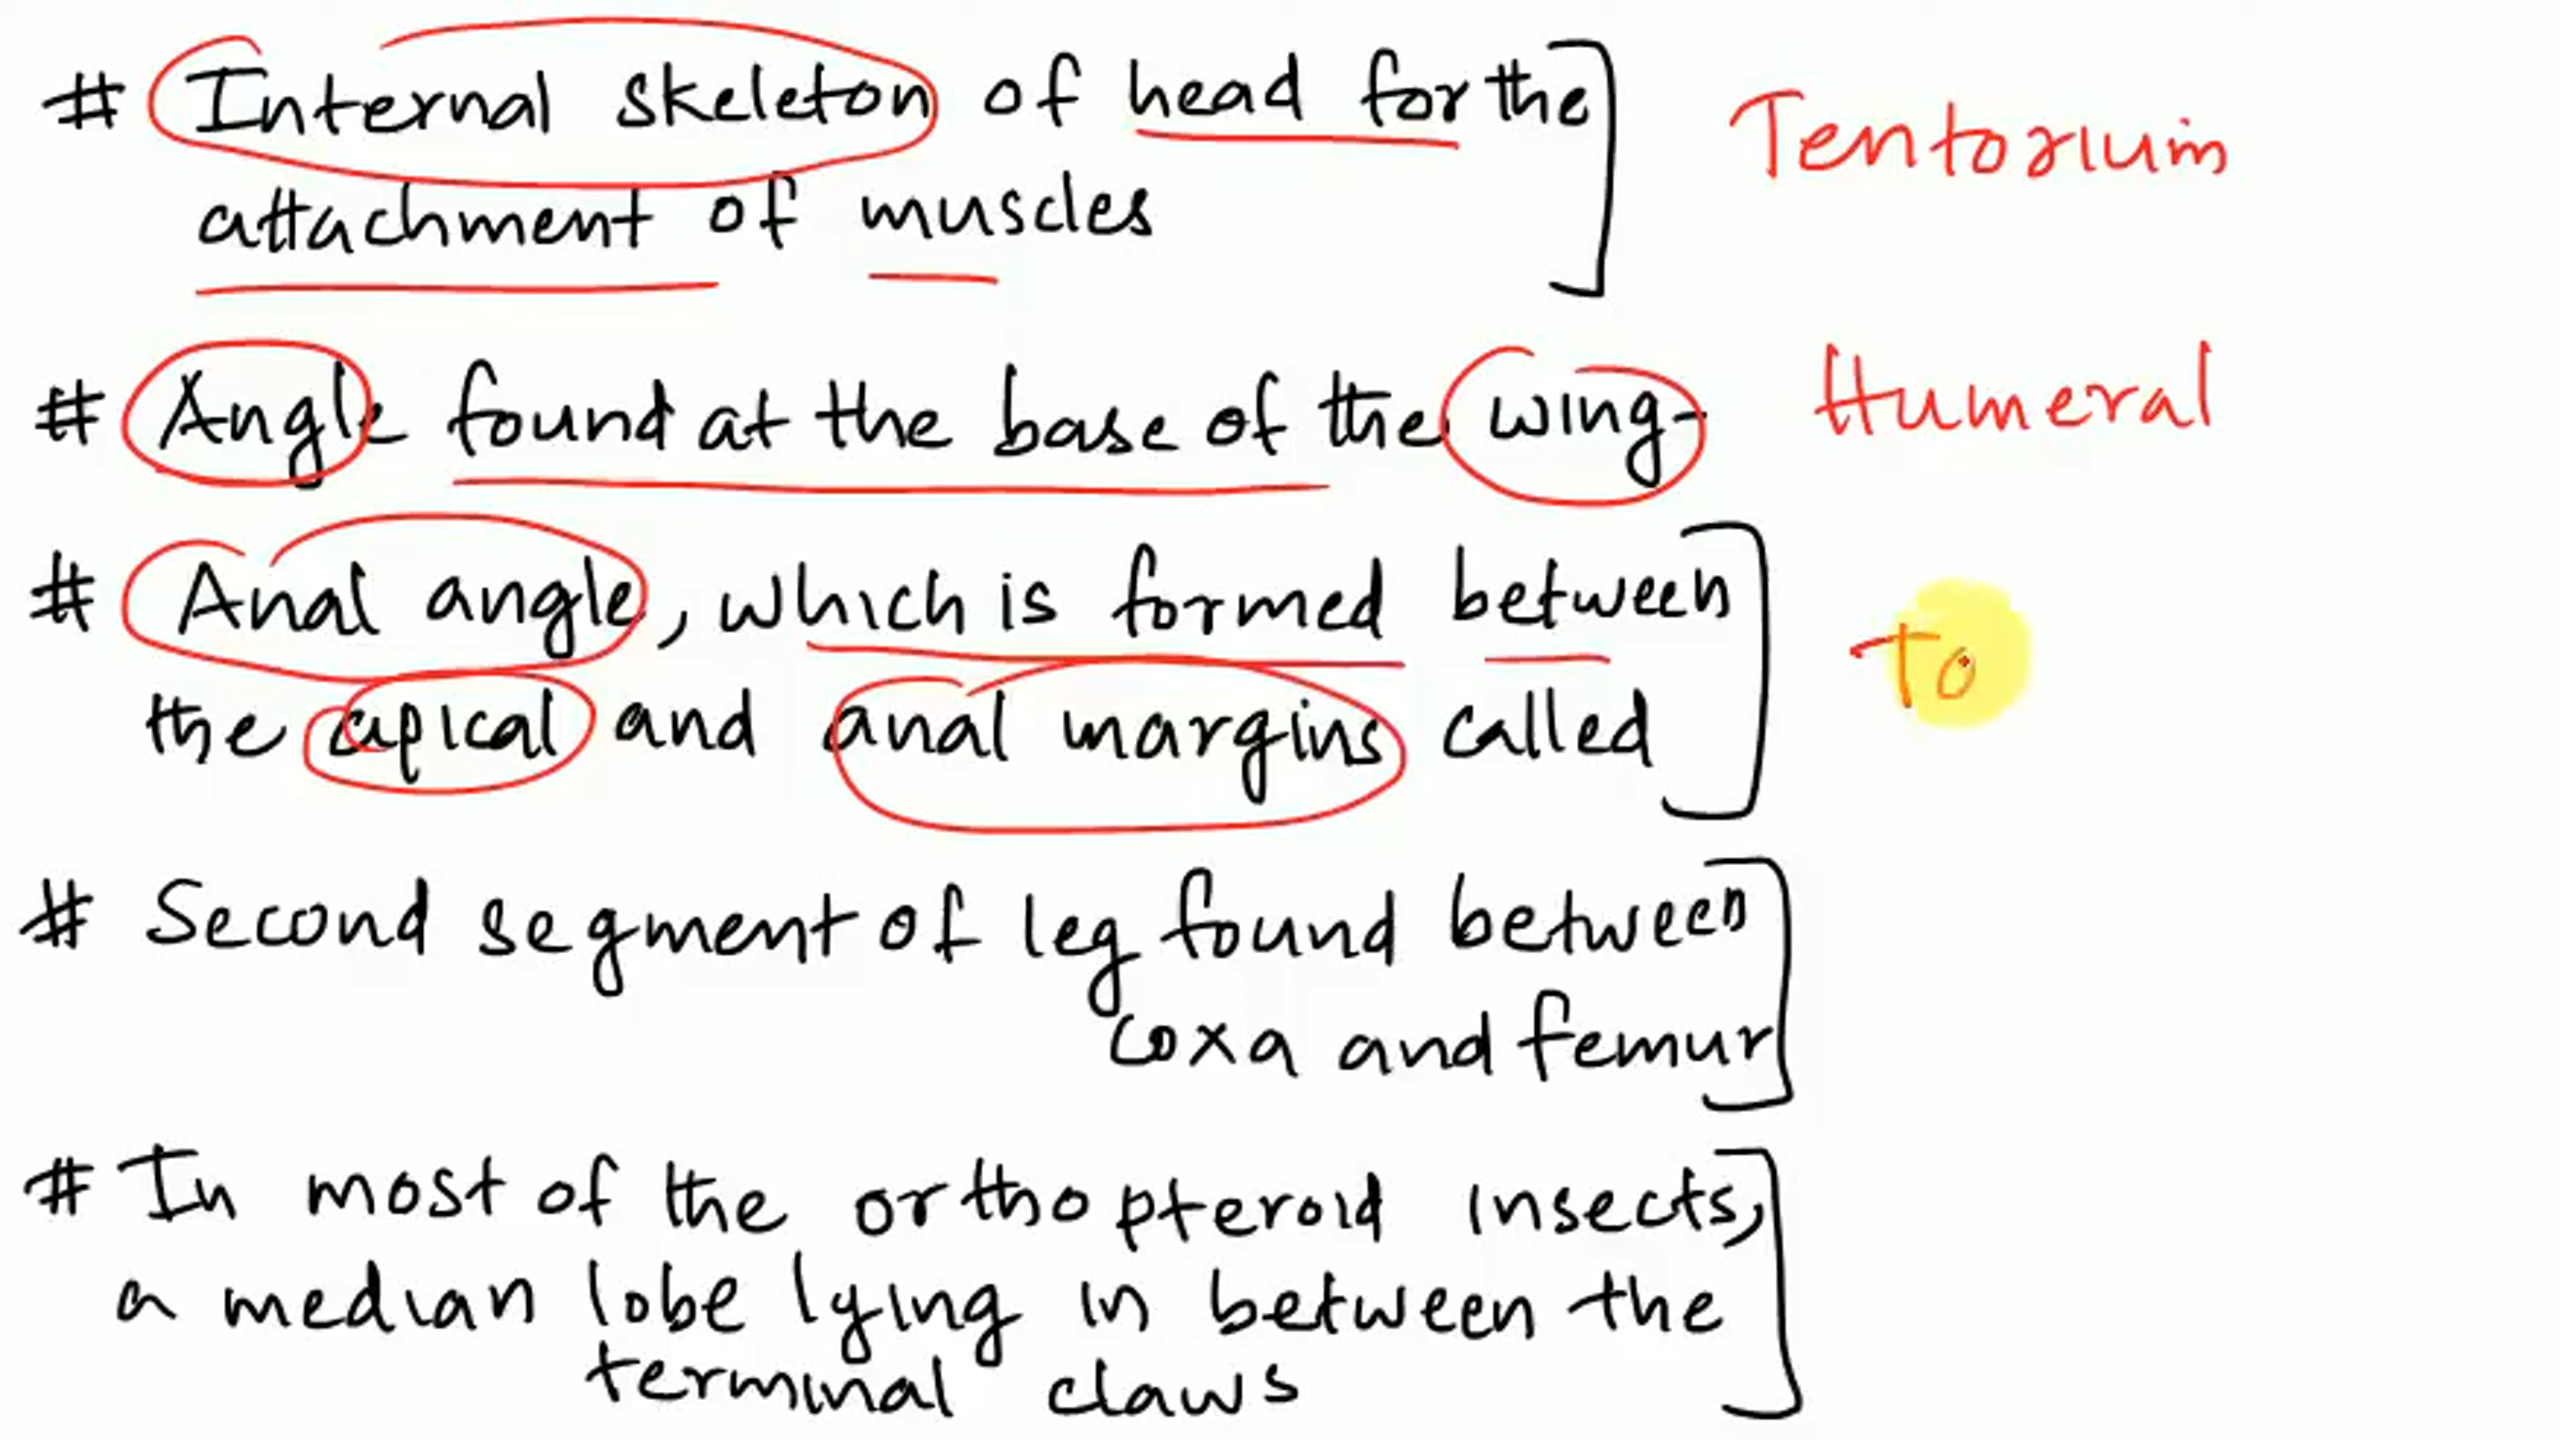 # Internal skeleton of head for the Tentorium
attachment of muscles
# Angle found at the base of the wing- Humeral
# Anal angle, which is formed between
the apical and anal margins called To
# Second segment of leg found between
coxa and femur
# In most of the orthopteroid insects,
a median lobe lying in between the
terminal claws